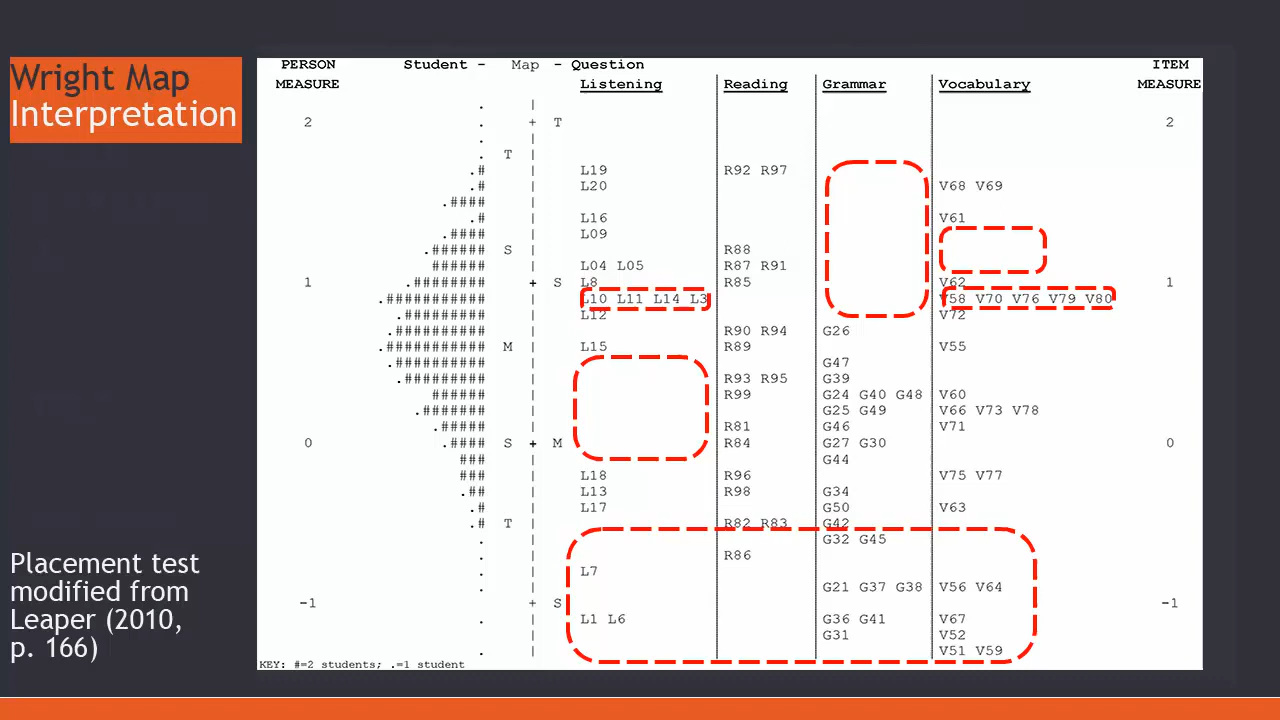 Wright Map
Interpretation
Placement test
modified from
Leaper (2010,
p. 166)
PERSON Student - Map - Question ITEM
MEASURE Listening Reading Grammar Vocabulary MEASURE
. |
2 . + T 2
. |
. T |
.# | L19 R92 R97
.# | L20 V68 V69
.#### |
.# | L16 V61
.#### | L09
.###### S | R88
###### | L04 L05 R87 R91
1 .######## + S L8 R85 V62 1
.########### | L10 L11 L14 L3 V58 V70 V76 V79 V80
.######### | L12 V72
.########## | R90 R94 G26
.########### M | L15 R89 V55
.########## | G47
.######### | R93 R95 G39
###### | R99 G24 G40 G48 V60
.####### | G25 G49 V66 V73 V78
.##### | R81 G46 V71
0 .#### S + M R84 G27 G30 0
### | G44
### | L18 R96 V75 V77
.## | L13 R98 G34
.# | L17 G50 V63
.# T | R82 R83 G42
. | G32 G45
. | R86
. | L7
. | G21 G37 G38 V56 V64
-1 + S -1
. | L1 L6 G36 G41 V67
| G31 V52
. | V51 V59
KEY: #=2 students; .=1 student